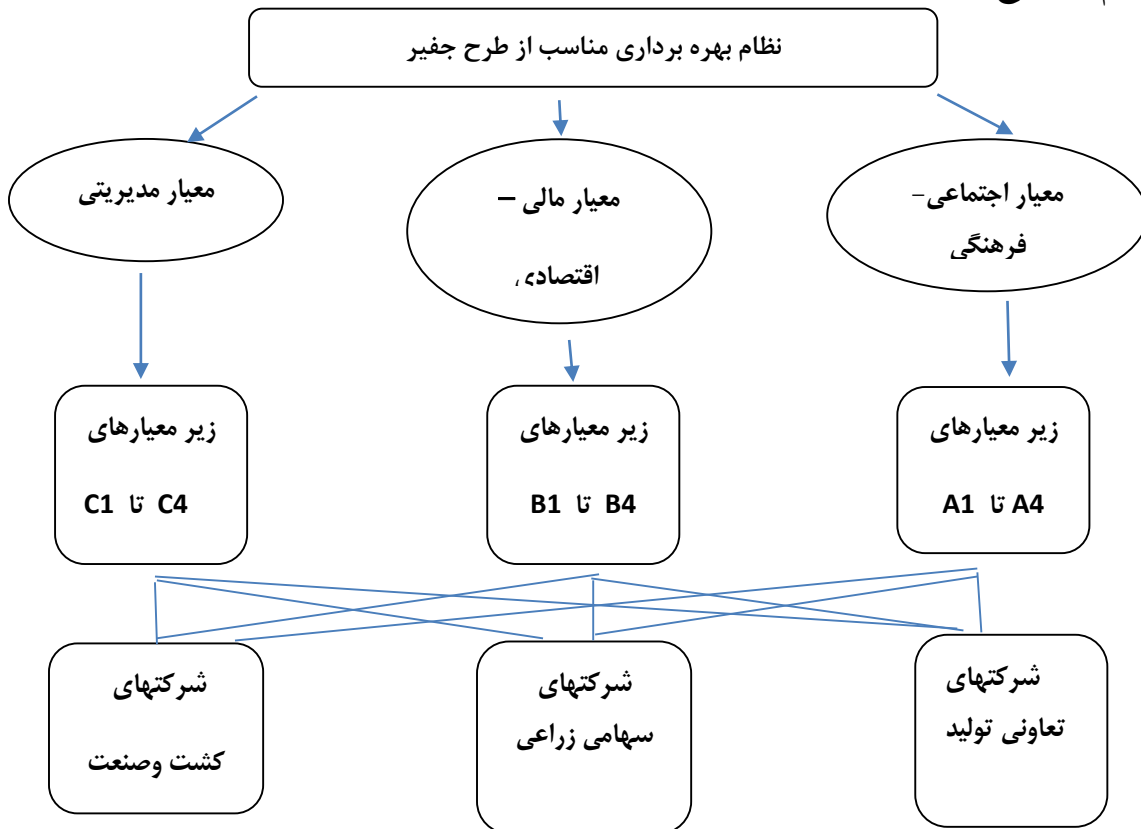 نظام بهره برداری مناسب از طرح جفیر
معیار اجتماعی-
فرهنگی
معیار مالی –
اقتصادی
معیار مدیریتی
زیر معیارهای
A1 تا A4
زیر معیارهای
B1 تا B4
زیر معیارهای
C1 تا C4
شرکتهای
تعاونی تولید
شرکتهای
سهامی زراعی
شرکتهای
کشت وصنعت